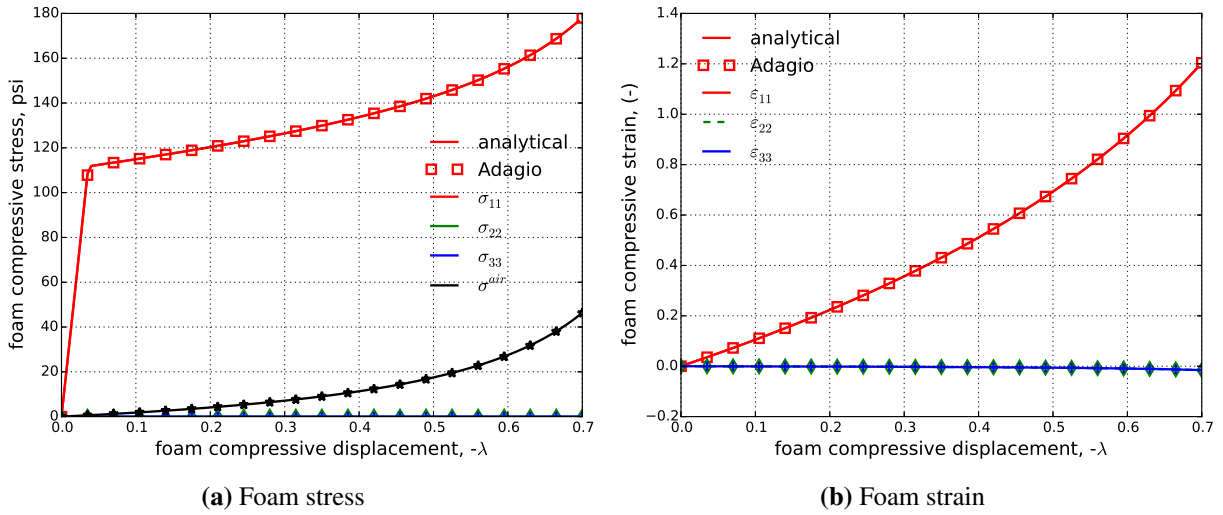 180
160
140
120
100
80
60
40
20
0
foam compressive stress, psi
analytical
Adagio
σ₁₁
σ₂₂
σ₃₃
σᵃⁱʳ
0.0 0.1 0.2 0.3 0.4 0.5 0.6 0.7
foam compressive displacement, -λ
(a) Foam stress
1.4
1.2
1.0
0.8
0.6
0.4
0.2
0.0
−0.2
foam compressive strain, (-)
analytical
Adagio
ε₁₁
ε₂₂
ε₃₃
0.0 0.1 0.2 0.3 0.4 0.5 0.6 0.7
foam compressive displacement, -λ
(b) Foam strain